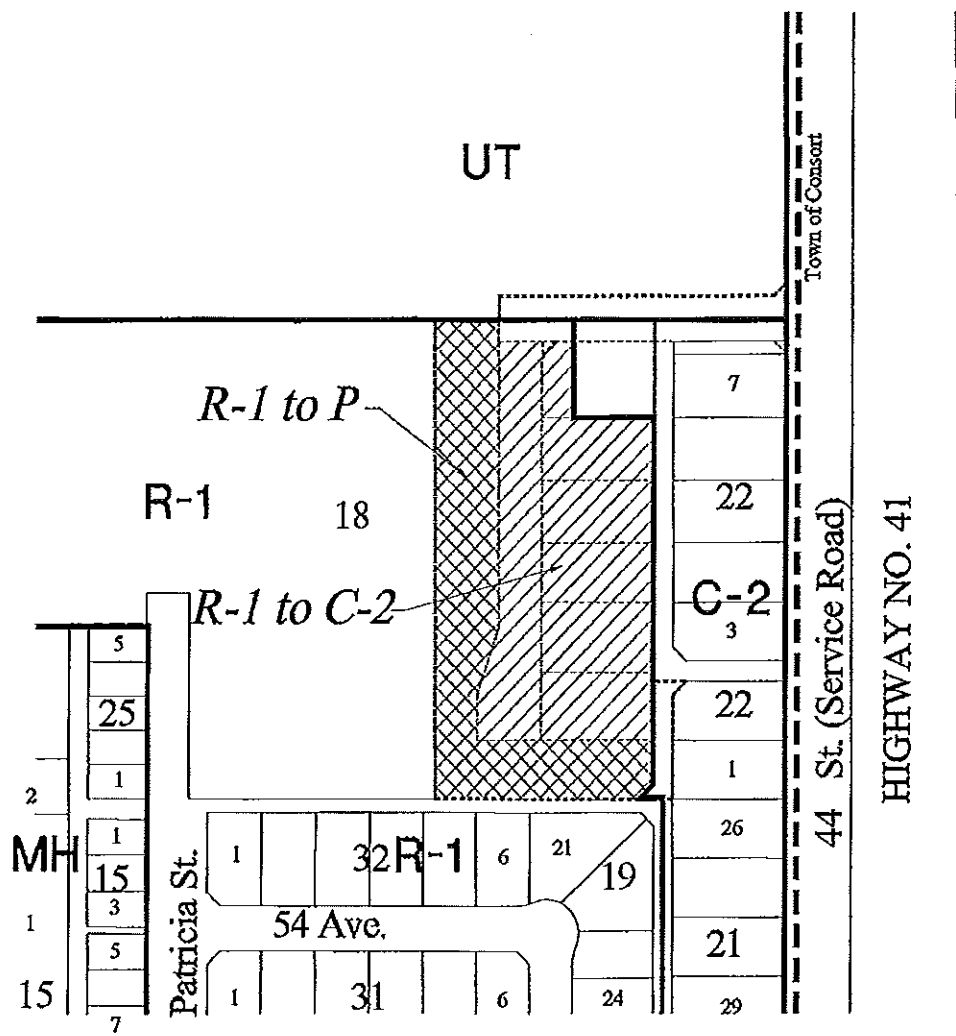 UT
Town of Consort
R-1 to P
7
R-1
18
22
R-1 to C-2
C-2
3
5
25
22
1
1
2
1
MH
15
3
1
5
15
7
Patricia St.
1
32
R-1
6
21
19
54 Ave.
1
31
6
24
26
21
29
44 St. (Service Road)
HIGHWAY NO. 41